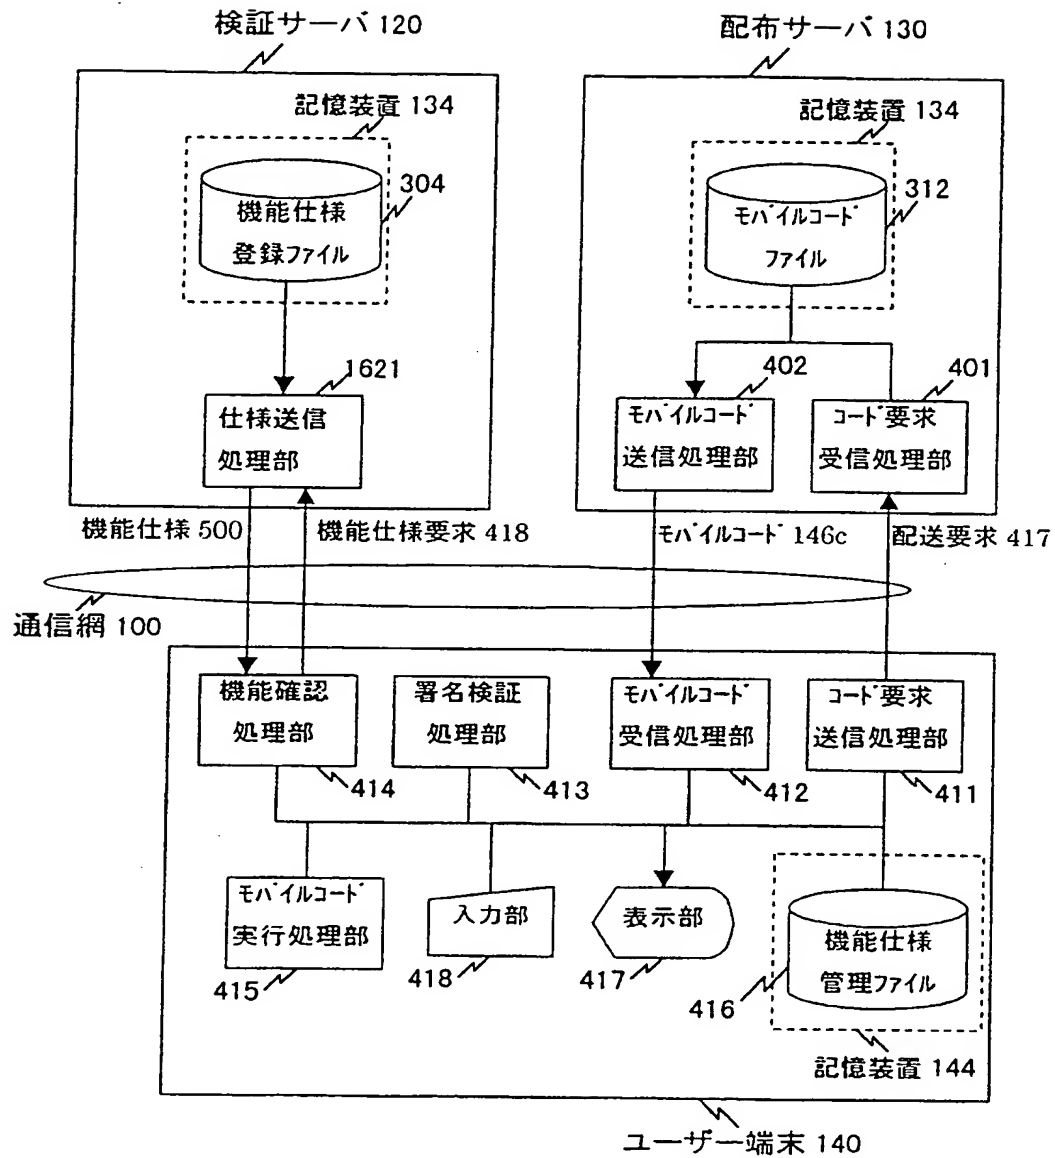 検証サーバ 120
配布サーバ 130
記憶装置 134
記憶装置 134
304
機能仕様
登録ファイル
312
モバイルコード
ファイル
1621
仕様送信
処理部
402
モバイルコード
送信処理部
401
コード要求
受信処理部
機能仕様 500
機能仕様要求 418
モバイルコード 146c
配送要求 417
通信網 100
機能確認
処理部
署名検証
処理部
モバイルコード
受信処理部
コード要求
送信処理部
414
413
412
411
モバイルコード
実行処理部
入力部
表示部
機能仕様
管理ファイル
415
418
417
416
記憶装置 144
ユーザー端末 140